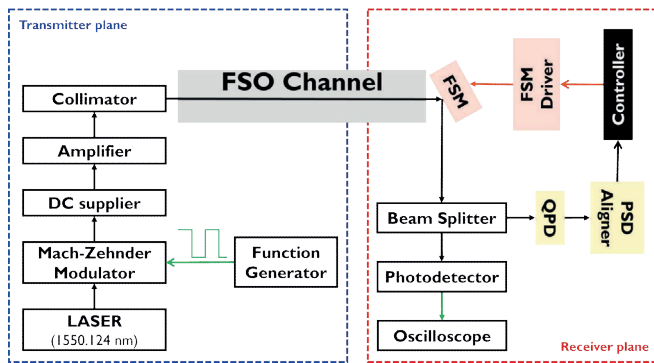 Transmitter plane
FSO Channel
Collimator
Amplifier
DC supplier
Mach-Zehnder
Modulator
Function
Generator
LASER
(1550.124 nm)
FSM
FSM
Driver
Controller
Beam Splitter
QPD
PSD
Aligner
Photodetector
Oscilloscope
Receiver plane